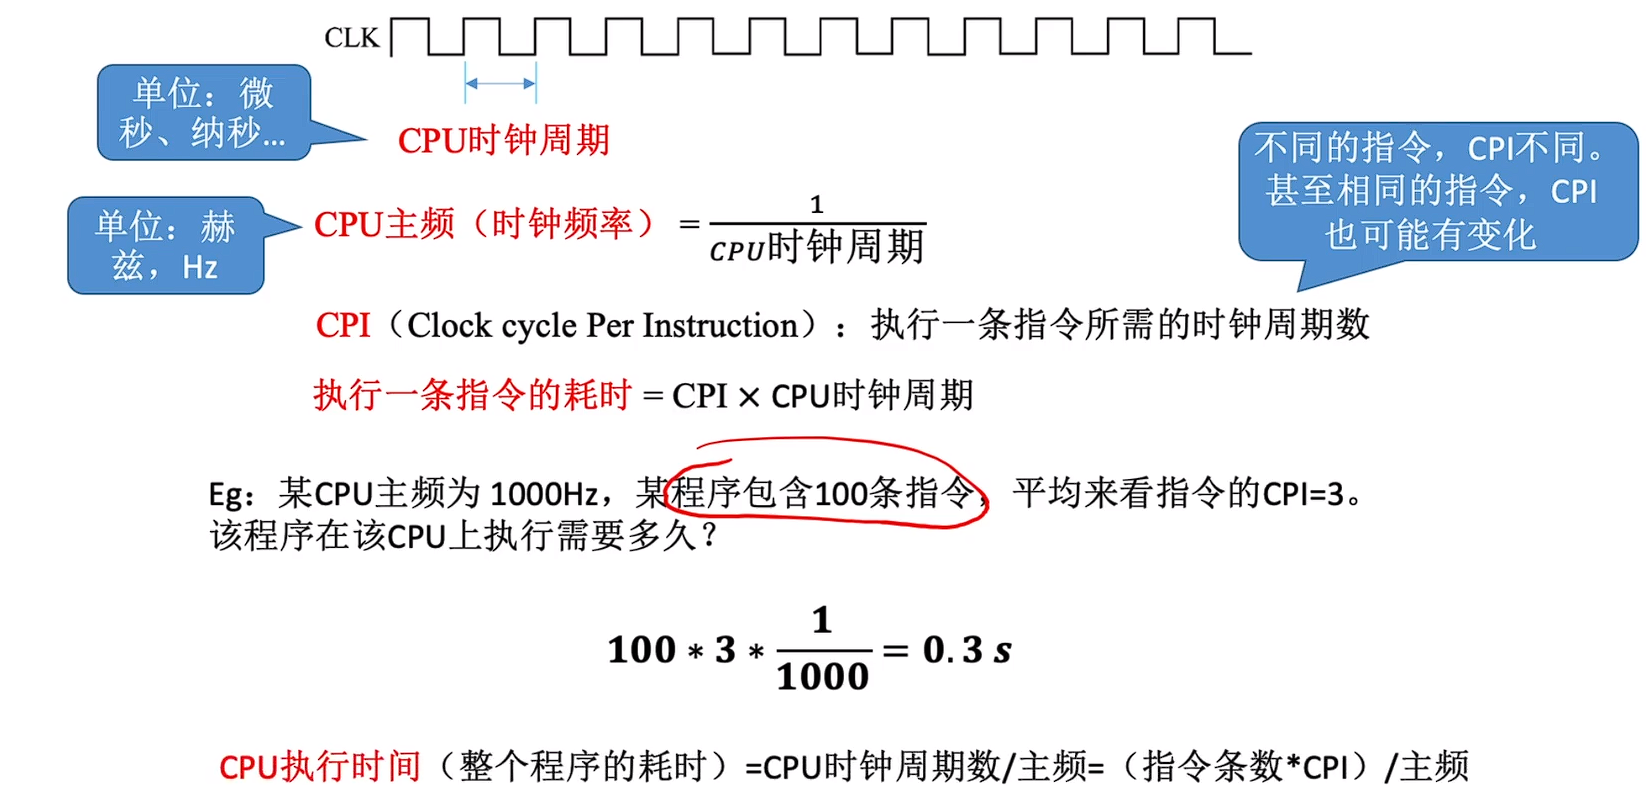 CLK
单位：微
秒、纳秒...
CPU时钟周期
不同的指令，CPI不同。
甚至相同的指令，CPI
也可能有变化
单位：赫
兹，Hz
CPU主频（时钟频率）=
1
CPU时钟周期
CPI（Clock cycle Per Instruction）：执行一条指令所需的时钟周期数
执行一条指令的耗时 = CPI × CPU时钟周期
Eg：某CPU主频为 1000Hz，某程序包含100条指令，平均来看指令的CPI=3。
该程序在该CPU上执行需要多久？
100 * 3 * 1/1000 = 0.3 s
CPU执行时间（整个程序的耗时）=CPU时钟周期数/主频=（指令条数*CPI）/主频